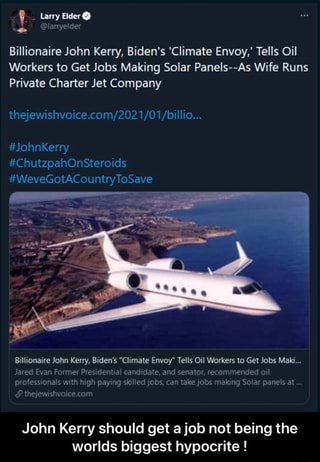 Larry Elder
@larryelder
Billionaire John Kerry, Biden's 'Climate Envoy,' Tells Oil
Workers to Get Jobs Making Solar Panels--As Wife Runs
Private Charter Jet Company
thejewishvoice.com/2021/01/billio...
#JohnKerry
#ChutzpahOnSteroids
#WeveGotACountryToSave
Billionaire John Kerry, Biden's "Climate Envoy" Tells Oil Workers to Get Jobs Maki...
Jared Evan Former Presidential candidate, and senator, recommended oil
professionals with high paying skilled jobs, can take jobs making Solar panels at ...
thejewishvoice.com
John Kerry should get a job not being the
worlds biggest hypocrite !